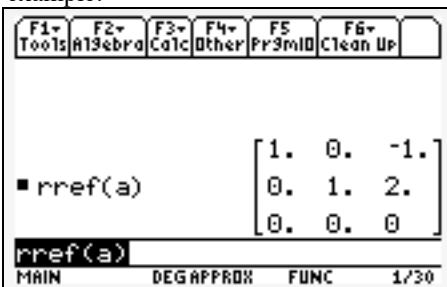 F1▾ F2▾ F3▾ F4▾ F5 F6▾
Tools Algebra Calc Other PrgmIO Clean Up
[1. 0. -1.]
▪rref(a) [0. 1. 2.]
[0. 0. 0]
rref(a)
MAIN DEG APPROX FUNC 1/30